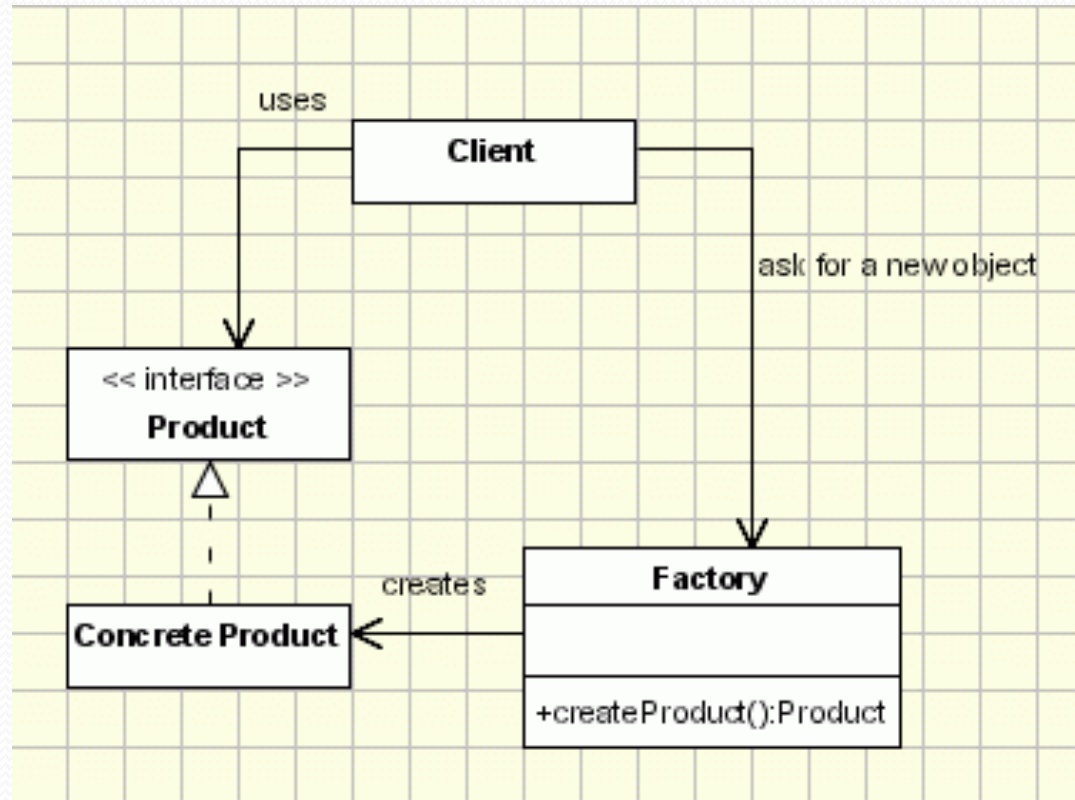 uses
Client
ask for a new object
<< interface >>
Product
creates
Factory
Concrete Product
+createProduct():Product